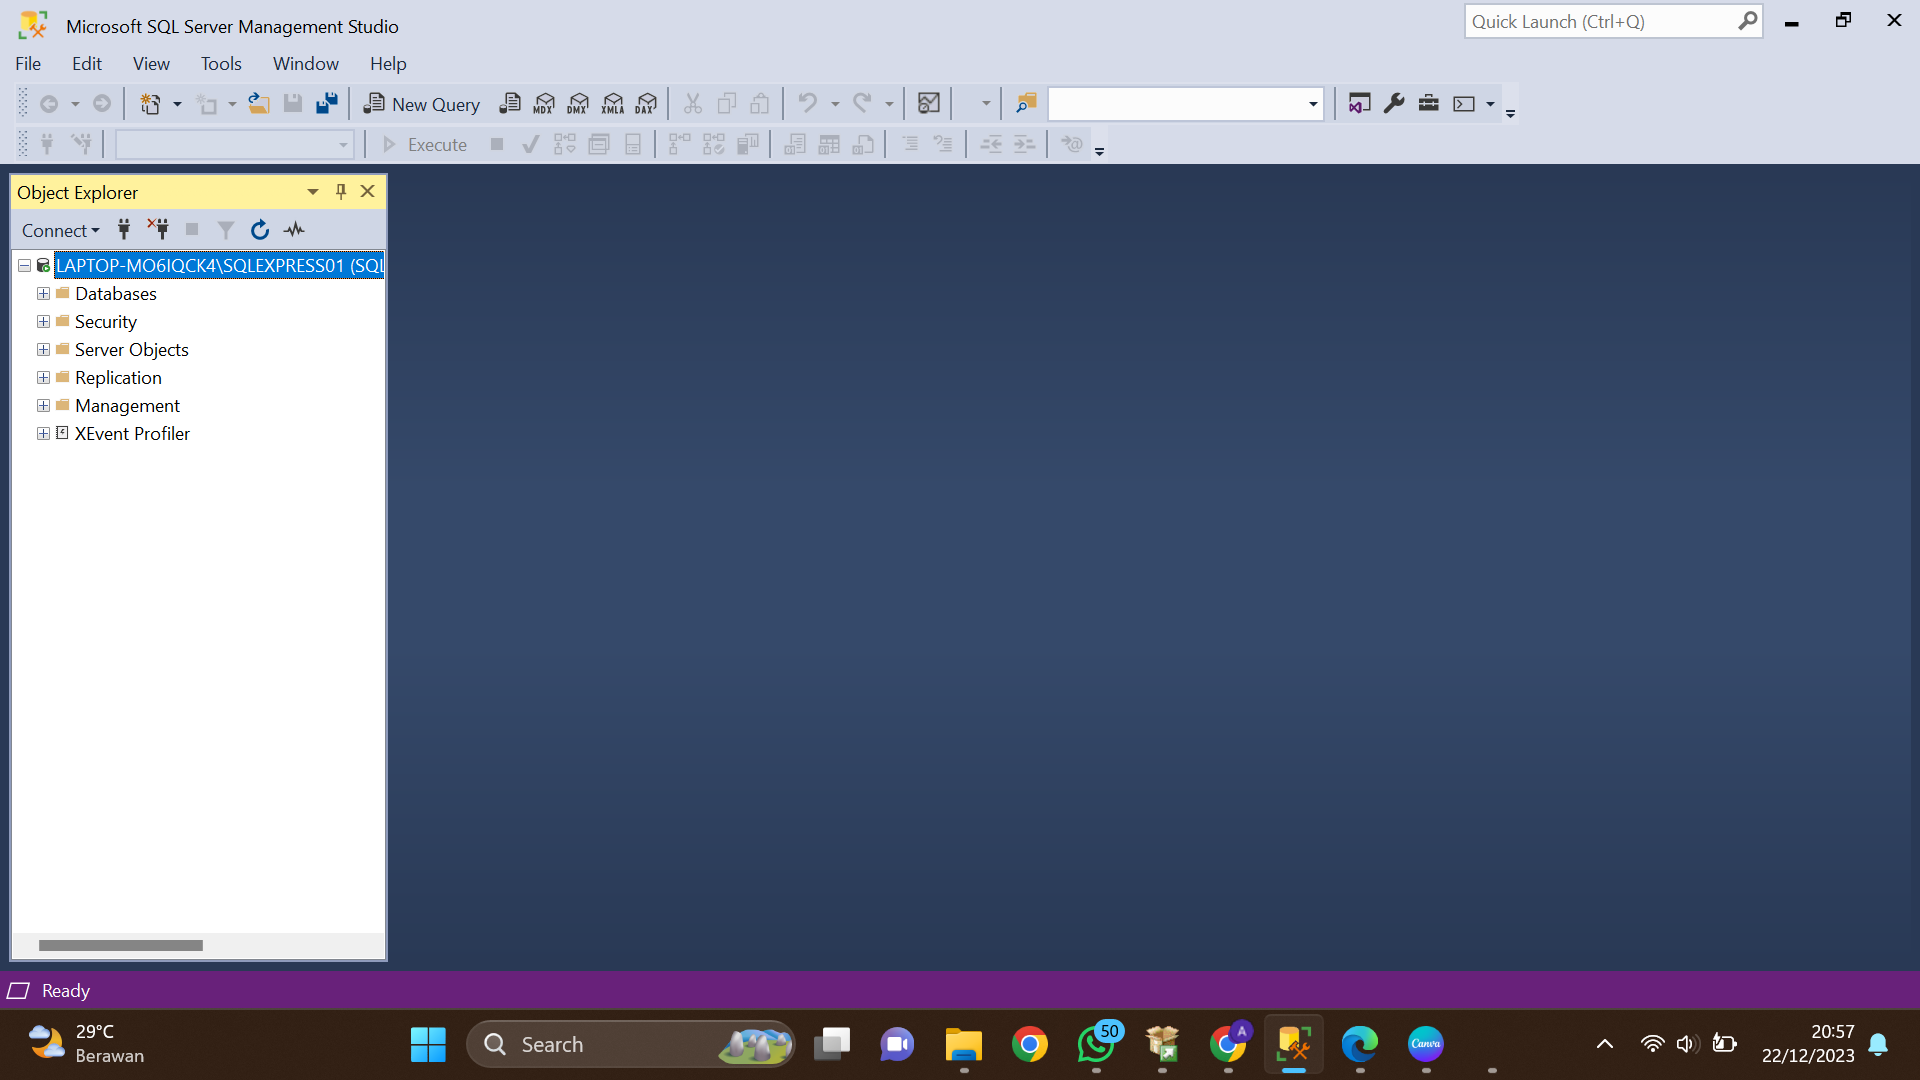 Microsoft SQL Server Management Studio
Quick Launch (Ctrl+Q)
File Edit View Tools Window Help
New Query MDX DMX XMLA DAX
Execute
Object Explorer
Connect
LAPTOP-MO6IQCK4\SQLEXPRESS01 (SQL
Databases
Security
Server Objects
Replication
Management
XEvent Profiler
Ready
29°C
Berawan
Search
50
A
Canva
20:57
22/12/2023